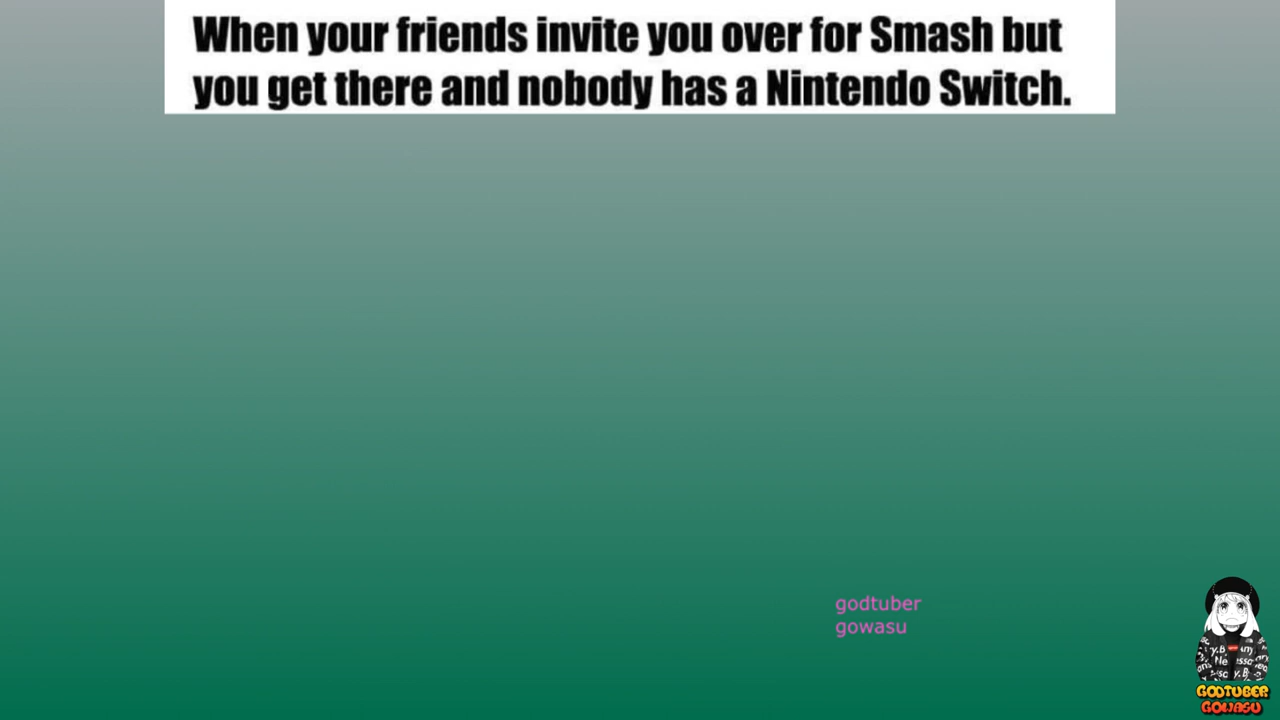 When your friends invite you over for Smash but
you get there and nobody has a Nintendo Switch.
godtuber
gowasu
GODTUBER
GOWASU